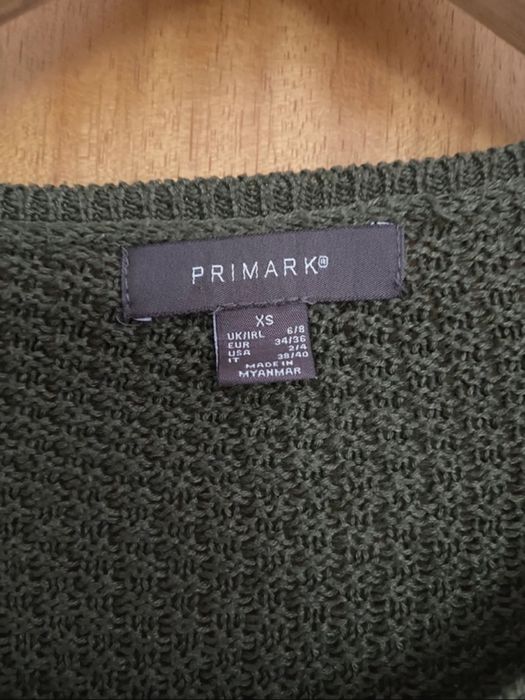 PRIMARK®
XS
UK/IRL 6/8
EUR 34/36
USA 2/4
IT 38/40
MADE IN
MYANMAR